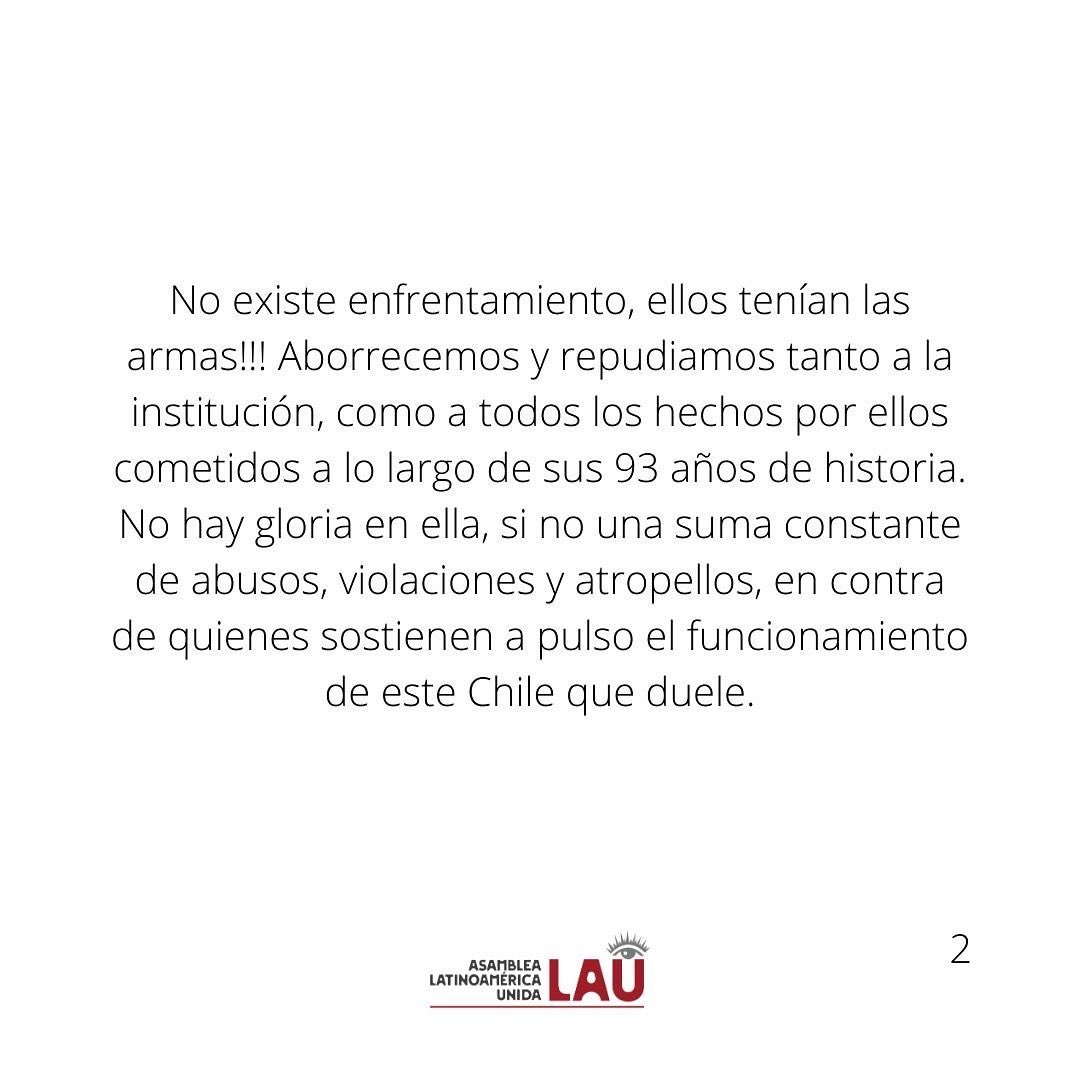 No existe enfrentamiento, ellos tenían las
armas!!! Aborrecemos y repudiamos tanto a la
institución, como a todos los hechos por ellos
cometidos a lo largo de sus 93 años de historia.
No hay gloria en ella, si no una suma constante
de abusos, violaciones y atropellos, en contra
de quienes sostienen a pulso el funcionamiento
de este Chile que duele.
2
ASAMBLEA
LATINOAMÉRICA
UNIDA
LAU